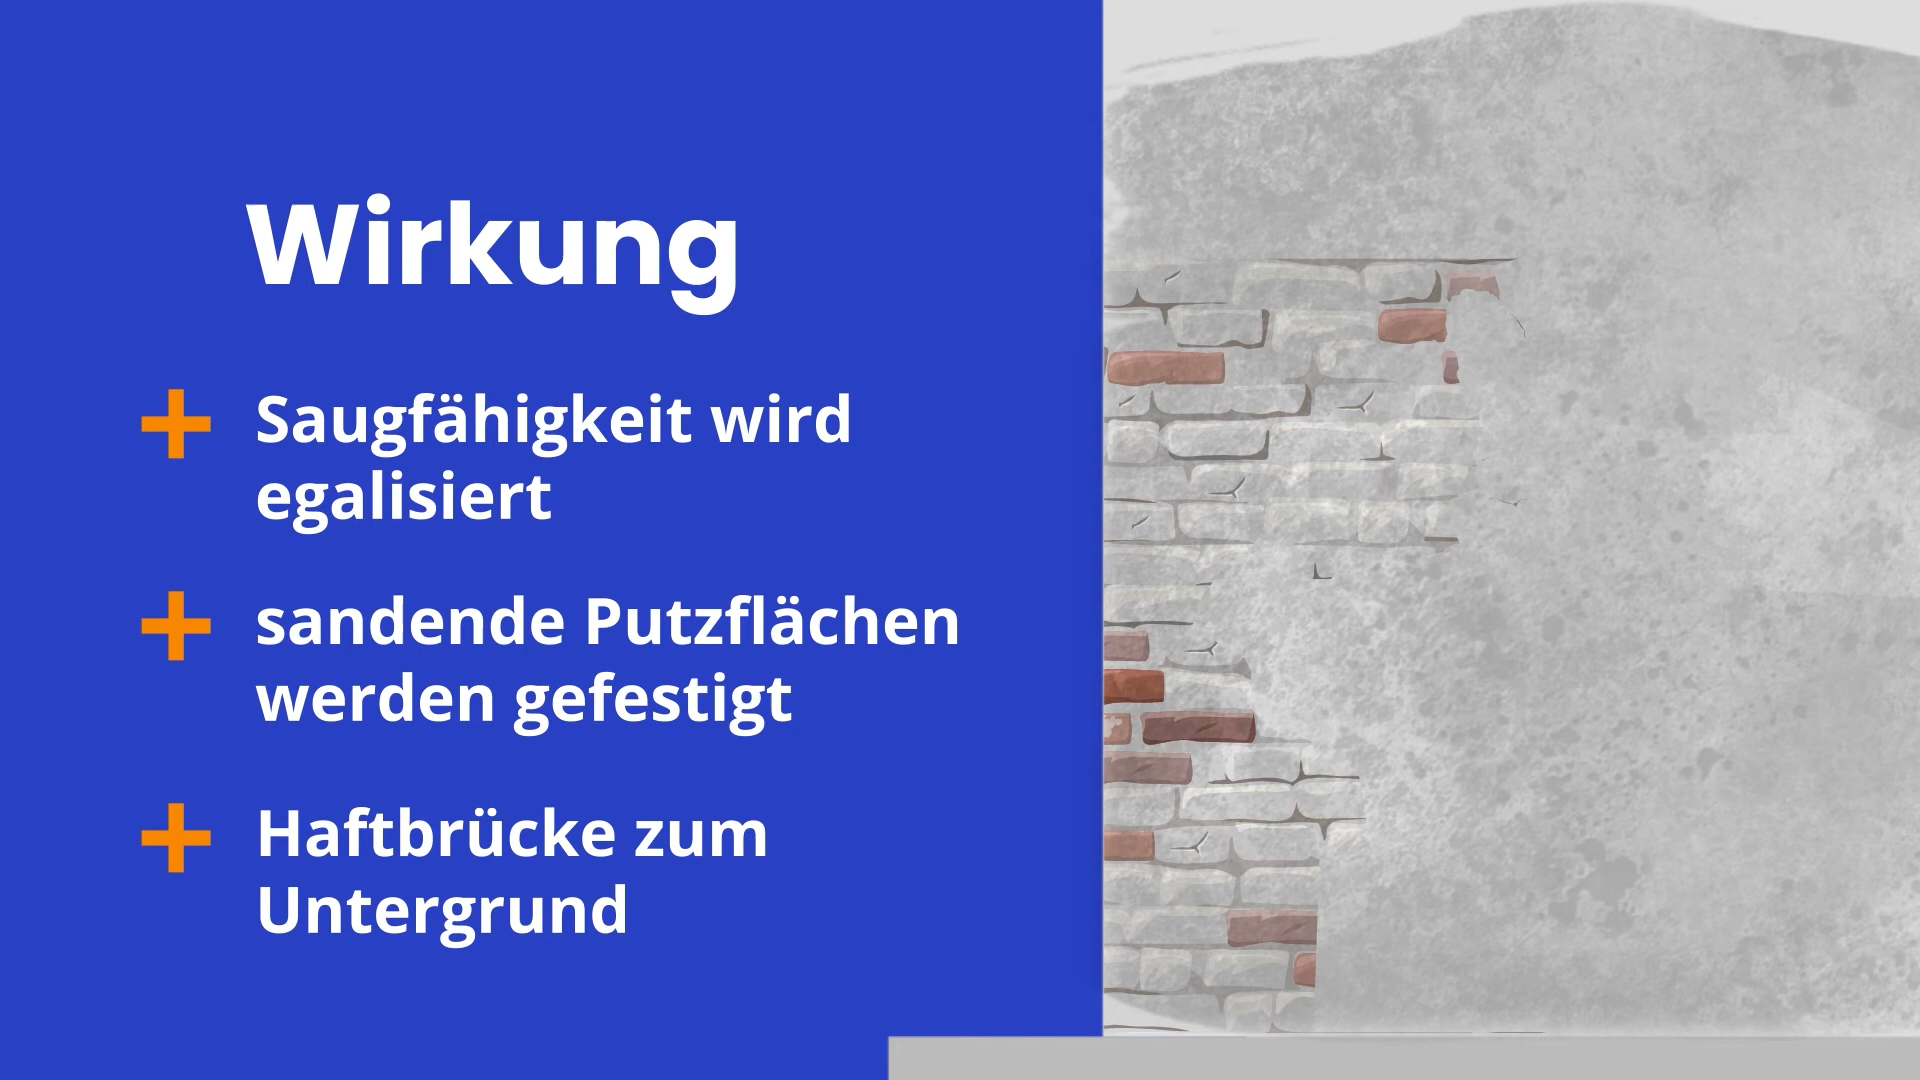 Wirkung
Saugfähigkeit wird
egalisiert
sandende Putzflächen
werden gefestigt
Haftbrücke zum
Untergrund